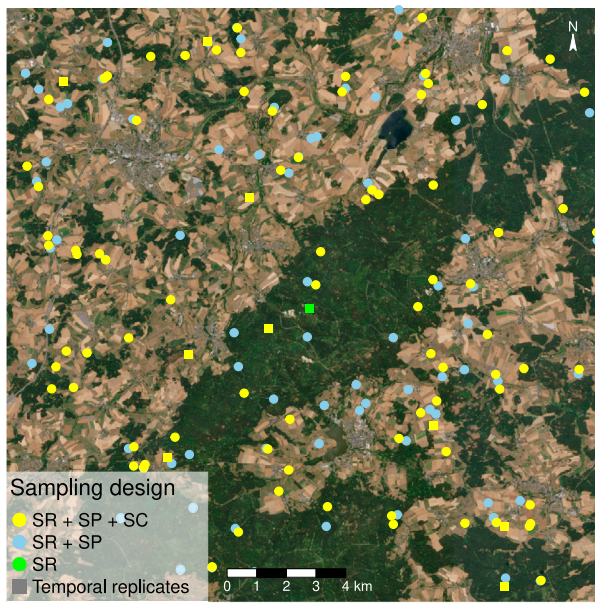 N
Sampling design
SR + SP + SC
SR + SP
SR
Temporal replicates
0 1 2 3 4 km